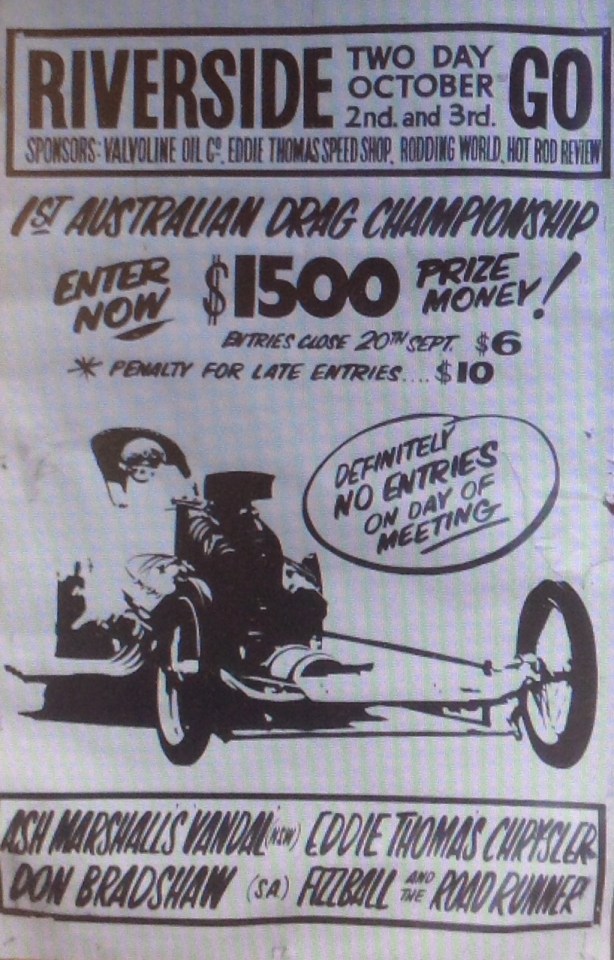 RIVERSIDE TWO DAY OCTOBER 2nd. and 3rd. GO
SPONSORS:- VALVOLINE OIL Cº., EDDIE THOMAS SPEED SHOP, RODDING WORLD, HOT ROD REVIEW
1ST AUSTRALIAN DRAG CHAMPIONSHIP
ENTER NOW $1500 PRIZE MONEY!
ENTRIES CLOSE 20TH SEPT. $6
* PENALTY FOR LATE ENTRIES.... $10
DEFINITELY
NO ENTRIES
ON DAY OF
MEETING
ASH MARSHALL'S VANDAL (NSW) EDDIE THOMAS CHRYSLER
DON BRADSHAW (S.A.) FIZZBALL AND THE ROAD RUNNER